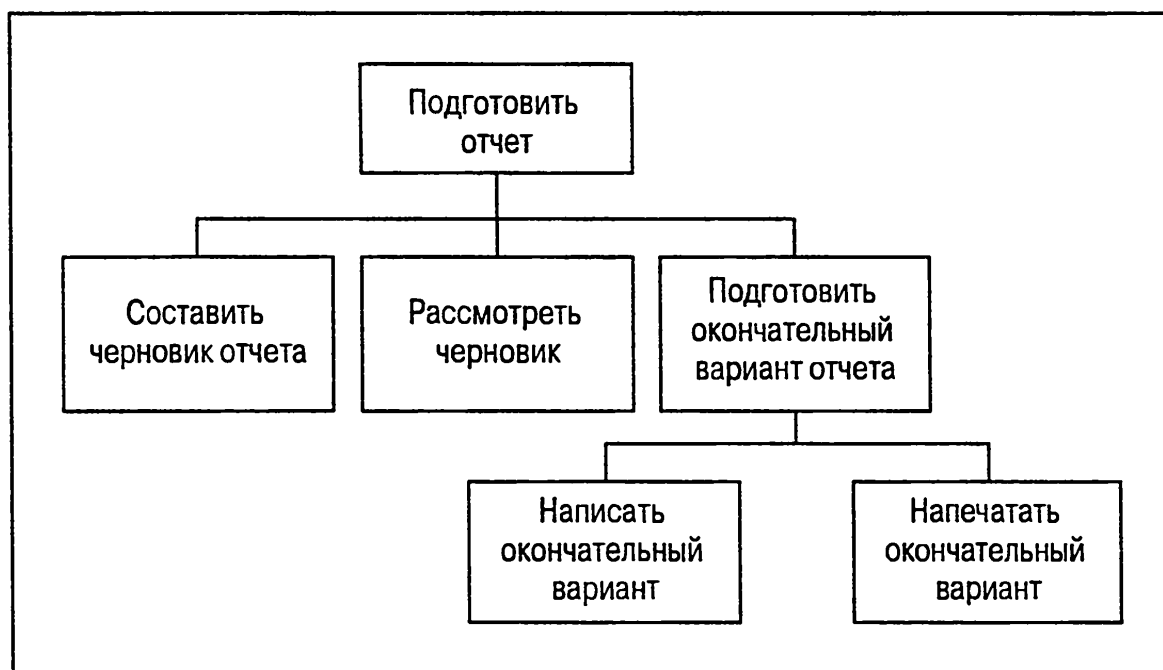 Подготовить
отчет
Составить
черновик отчета
Рассмотреть
черновик
Подготовить
окончательный
вариант отчета
Написать
окончательный
вариант
Напечатать
окончательный
вариант